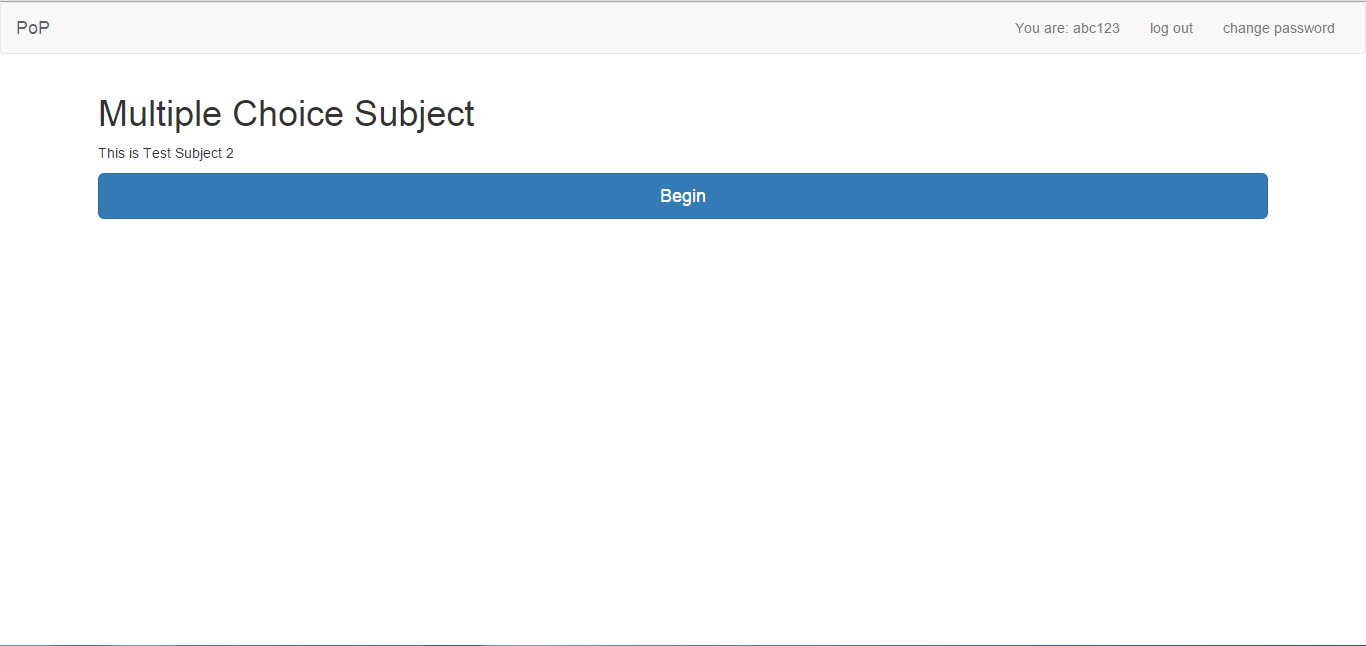 PoP You are: abc123 log out change password
Multiple Choice Subject
This is Test Subject 2
Begin